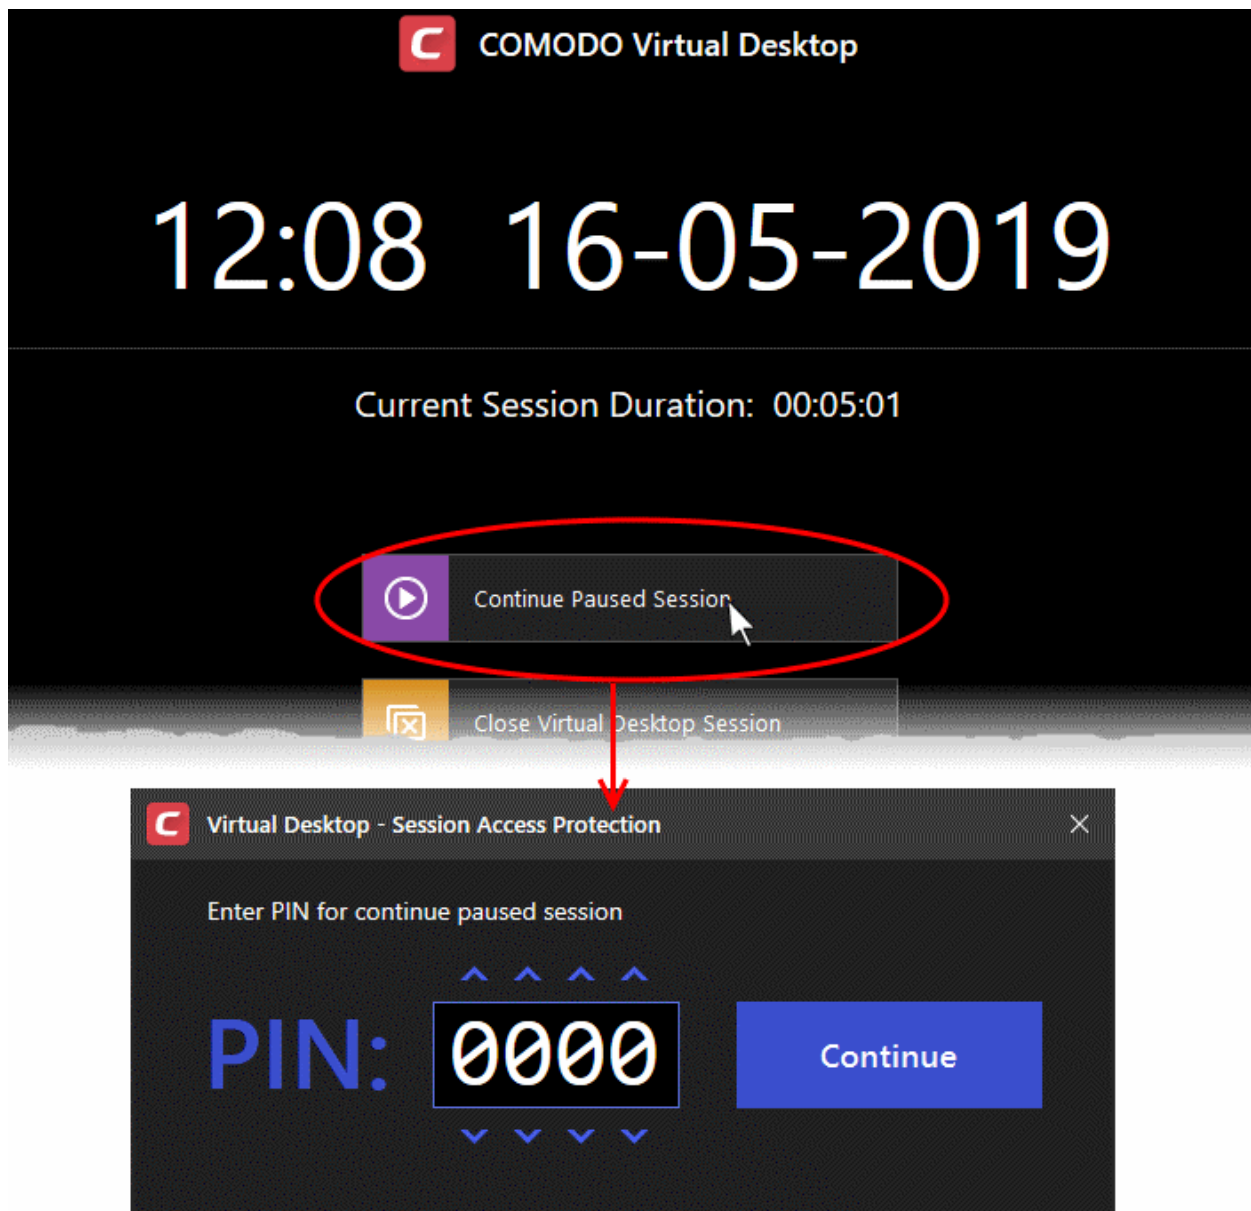 COMODO Virtual Desktop
12:08 16-05-2019
Current Session Duration: 00:05:01
Continue Paused Session
Close Virtual Desktop Session
Virtual Desktop - Session Access Protection
Enter PIN for continue paused session
PIN: 0000 Continue